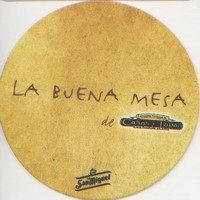 LA BUENA MESA
de
Cañas y Tapas
San Miguel